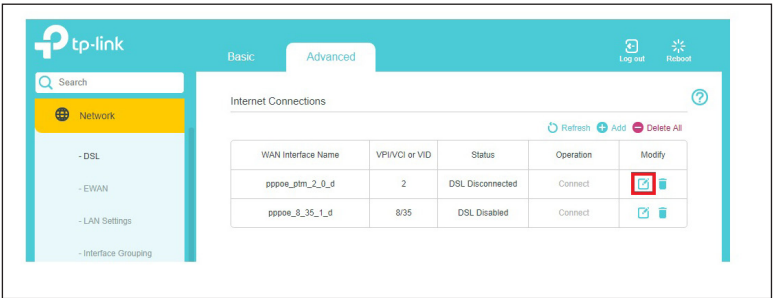 tp-link
Basic
Advanced
Log out
Reboot
Search
Network
- DSL
- EWAN
- LAN Settings
- Interface Grouping
Internet Connections
Refresh Add Delete All
WAN Interface Name VPI/VCI or VID Status Operation Modify
pppoe_ptm_2_0_d 2 DSL Disconnected Connect
pppoe_8_35_1_d 8/35 DSL Disabled Connect